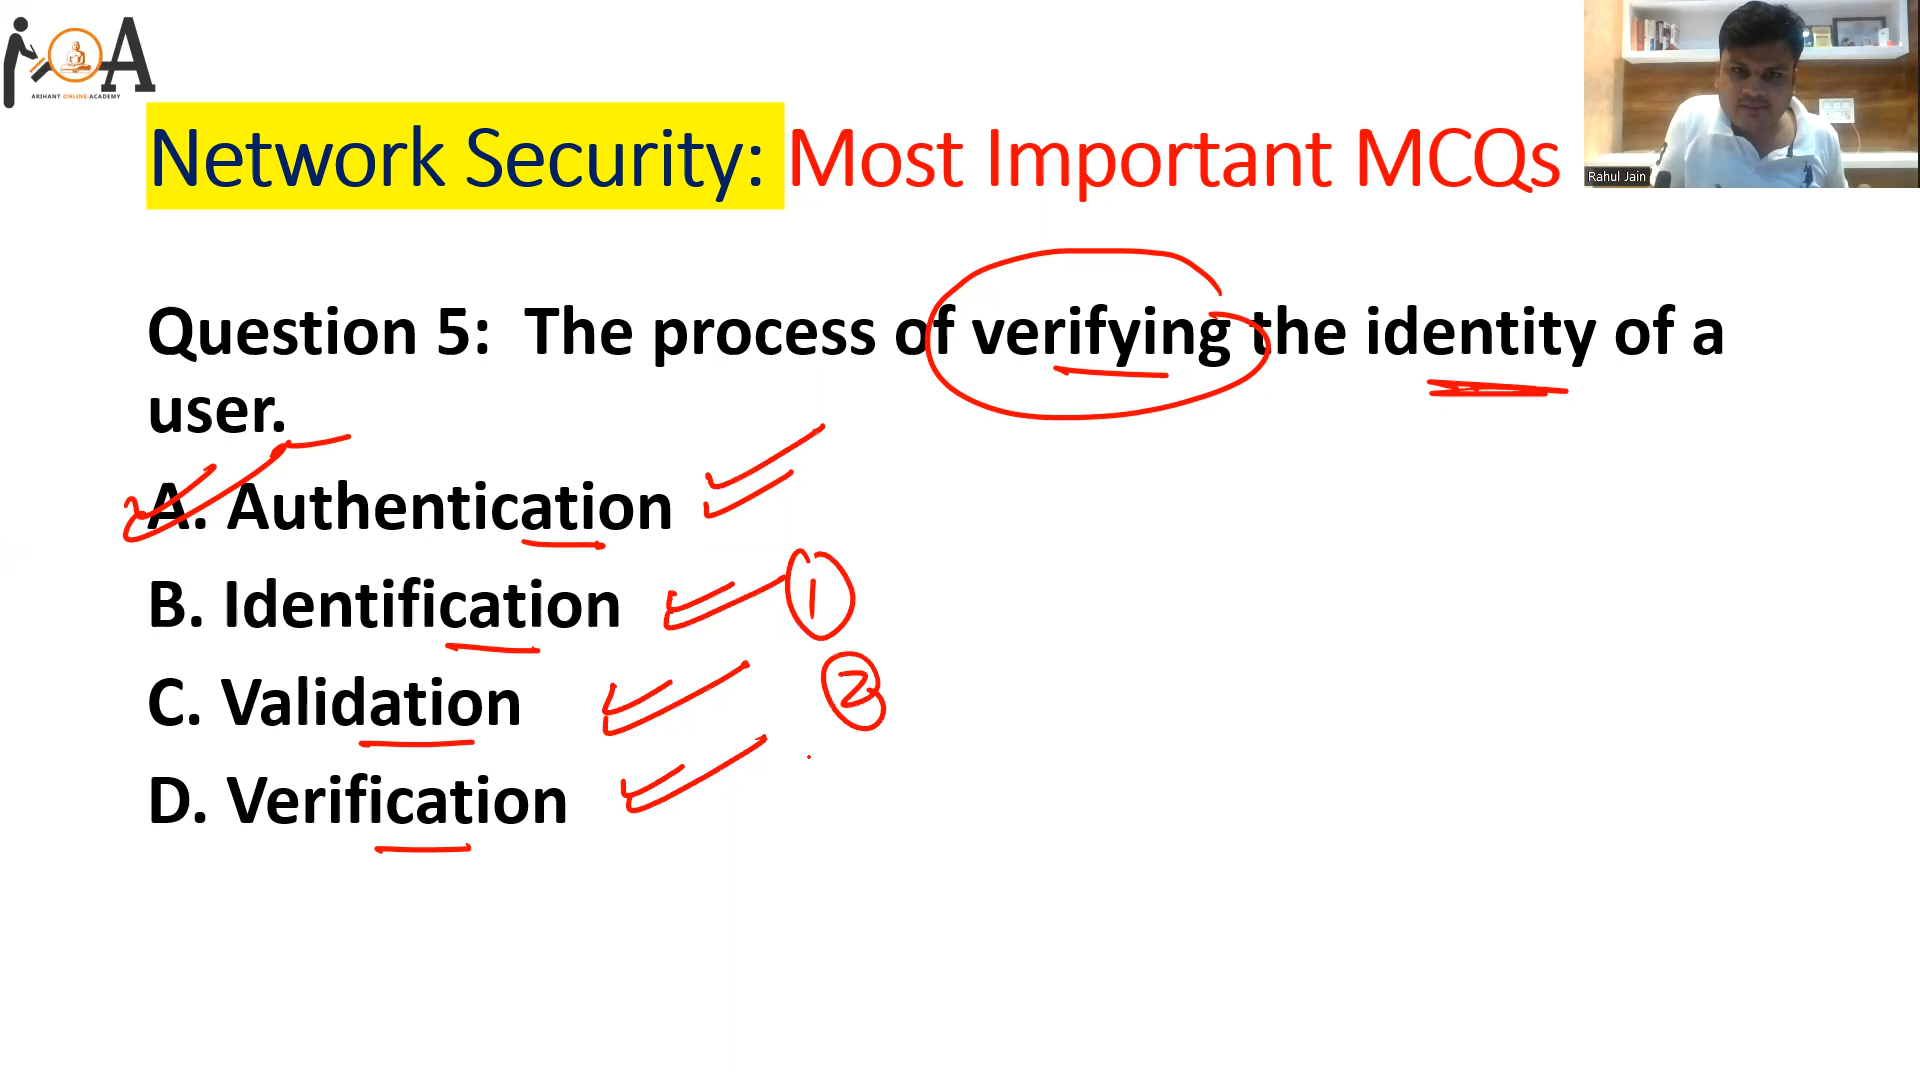 A
ARIHANT ONLINE ACADEMY
Network Security: Most Important MCQs
Rahul Jain
Question 5: The process of verifying the identity of a
user.
A. Authentication
B. Identification 1
C. Validation 2
D. Verification